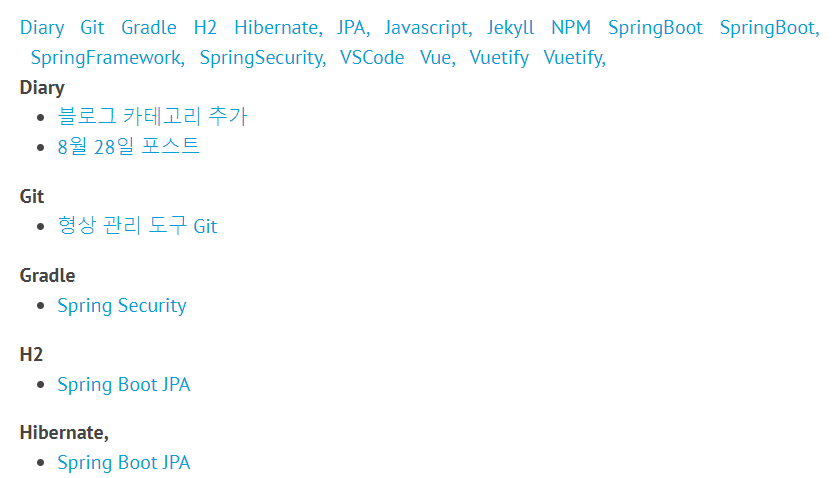 Diary Git Gradle H2 Hibernate, JPA, Javascript, Jekyll NPM SpringBoot SpringBoot,
SpringFramework, SpringSecurity, VSCode Vue, Vuetify Vuetify,
Diary
• 블로그 카테고리 추가
• 8월 28일 포스트
Git
• 형상 관리 도구 Git
Gradle
• Spring Security
H2
• Spring Boot JPA
Hibernate,
• Spring Boot JPA